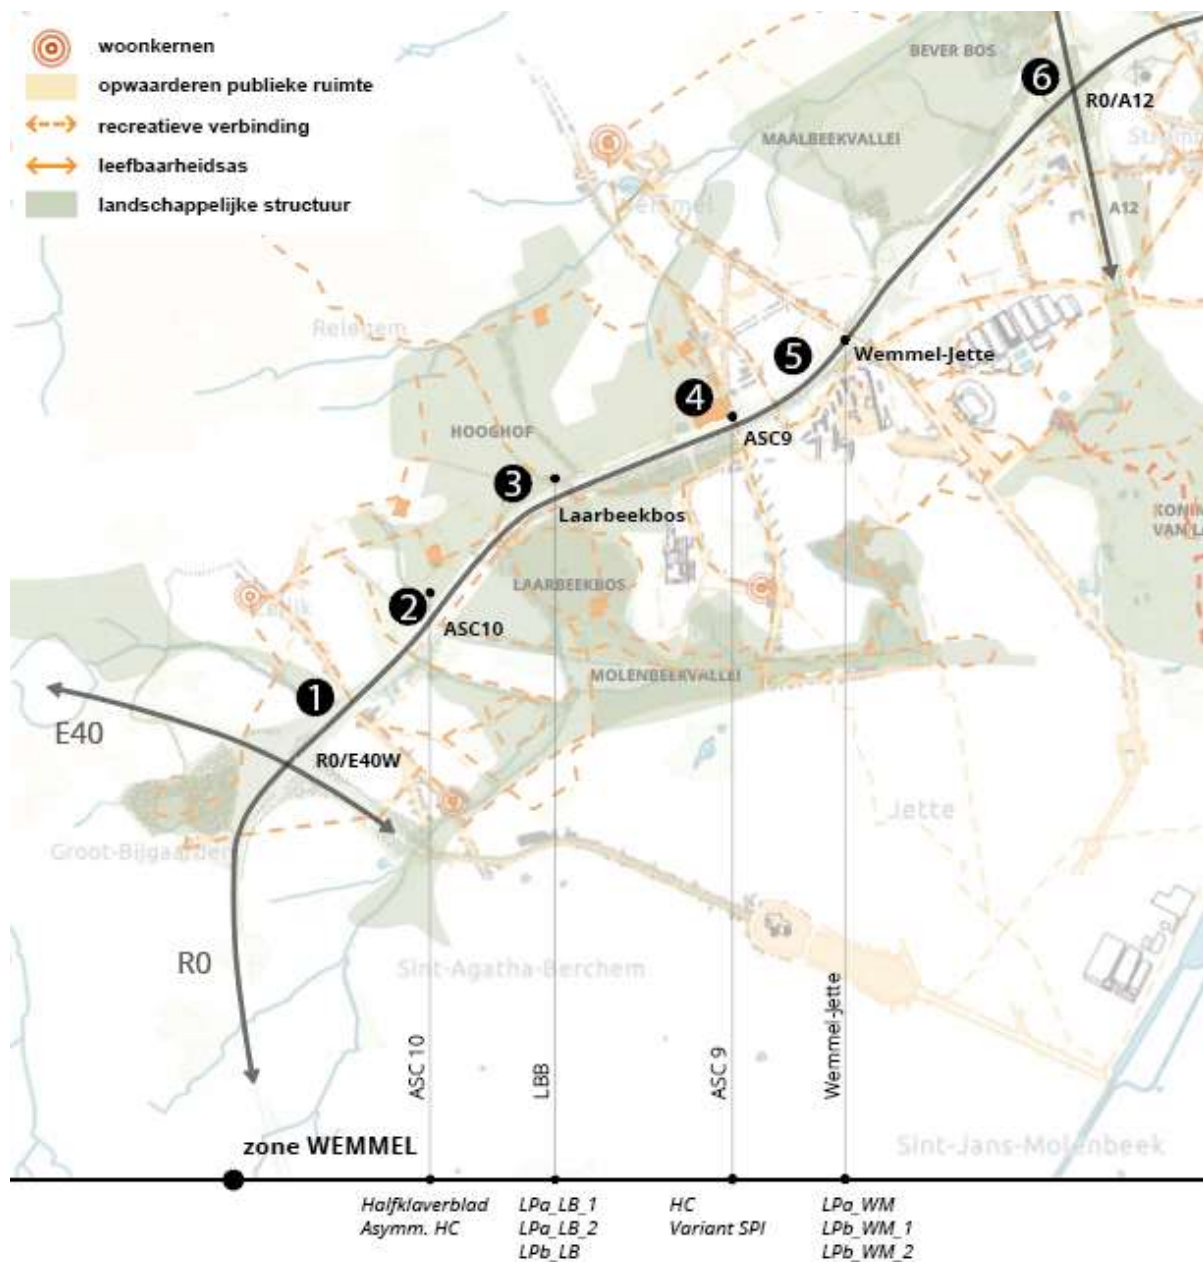 woonkernen
opwaarderen publieke ruimte
recreatieve verbinding
leefbaarheidsas
landschappelijke structuur
BEVER BOS
6
R0/A12
MAALBEEKVALLEI
A12
Relegem
5
Wemmel-Jette
4
ASC9
HOOGHOF
3
Laarbeekbos
LAARBEEKBOS
2
ASC10
MOLENBEEKVALLEI
1
E40
R0/E40W
Jette
Groot-Bijgaarden
R0
Sint-Agatha-Berchem
ASC 10
LBB
ASC 9
Wemmel-Jette
zone WEMMEL
Sint-Jans-Molenbeek
Halfklaverblad
Asymm. HC
LPa_LB_1
LPa_LB_2
LPb_LB
HC
Variant SPI
LPa_WM
LPb_WM_1
LPb_WM_2